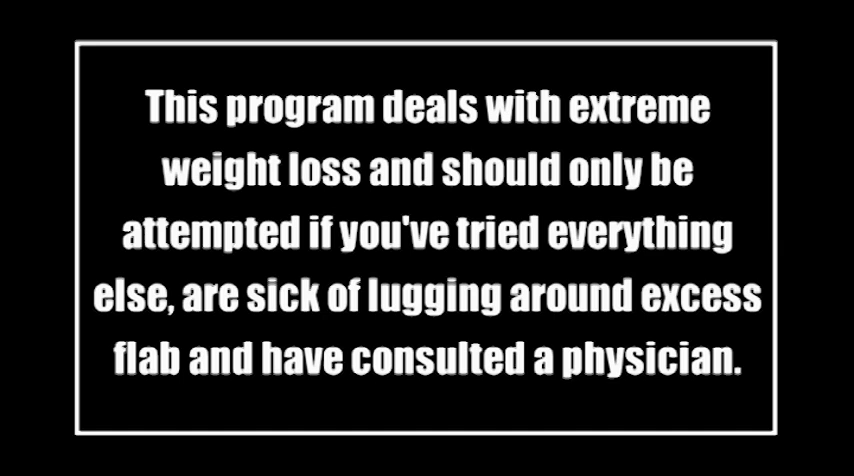 This program deals with extreme
weight loss and should only be
attempted if you've tried everything
else, are sick of lugging around excess
flab and have consulted a physician.